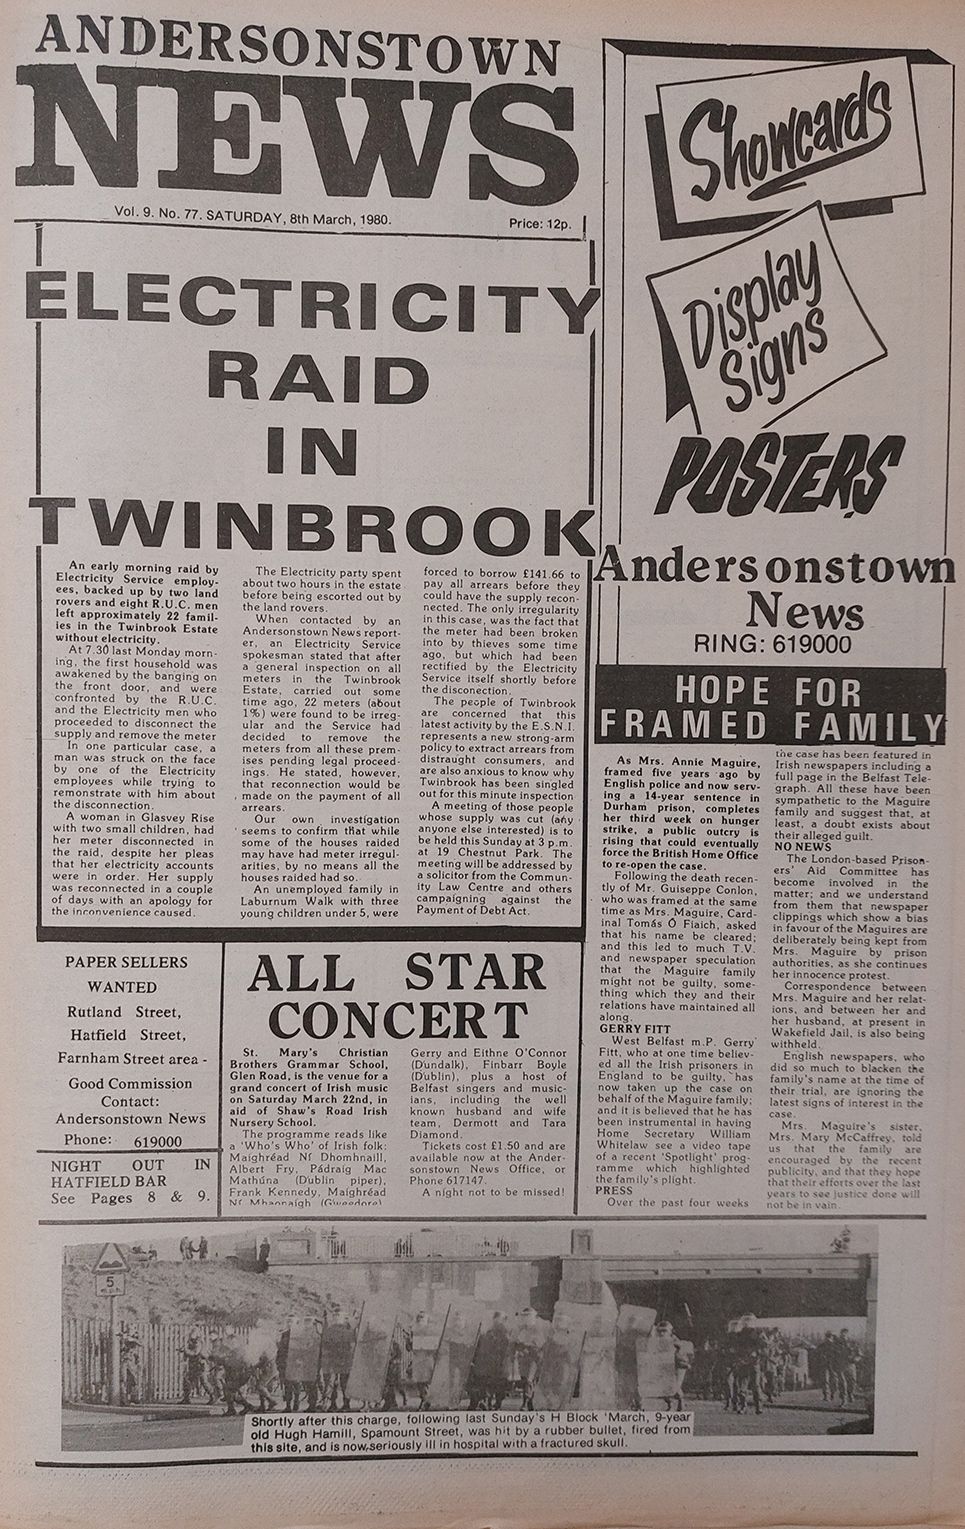 ANDERSONSTOWN
NEWS
Vol. 9. No. 77. SATURDAY, 8th March, 1980.
Price: 12p.
ELECTRICITY
RAID
IN
TWINBROOK
An early morning raid by
Electricity Service employ-
ees, backed up by two land
rovers and eight R.U.C. men
left approximately 22 famil-
ies in the Twinbrook Estate
without electricity.
At 7.30 last Monday morn-
ing, the first household was
awakened by the banging on
the front door, and were
confronted by the R.U.C.
and the Electricity men who
proceeded to disconnect the
supply and remove the meter
In one particular case, a
man was struck on the face
by one of the Electricity
employees while trying to
remonstrate with him about
the disconnection.
A woman in Glasvey Rise
with two small children, had
her meter disconnected in
the raid, despite her pleas
that her electricity accounts
were in order. Her supply
was reconnected in a couple
of days with an apology for
the inconvenience caused.
The Electricity party spent
about two hours in the estate
before being escorted out by
the land rovers.
When contacted by an
Andersonstown News report-
er, an Electricity Service
spokesman stated that after
a general inspection on all
meters in the Twinbrook
Estate, carried out some
time ago, 22 meters (about
1%) were found to be irreg-
ular and the Service had
decided to remove the
meters from all these prem-
ises pending legal proceed-
ings. He stated, however,
that reconnection would be
made on the payment of all
arrears.
Our own investigation
seems to confirm that while
some of the houses raided
may have had meter irregul-
arities, by no means all the
houses raided had so.
An unemployed family in
Laburnum Walk with three
young children under 5, were
forced to borrow £141.66 to
pay all arrears before they
could have the supply recon-
nected. The only irregularity
in this case, was the fact that
the meter had been broken
into by thieves some time
ago, but which had been
rectified by the Electricity
Service itself shortly before
the disconection.
The people of Twinbrook
are concerned that this
latest activity by the E.S.N.I.
represents a new strong-arm
policy to extract arrears from
distraught consumers, and
are also anxious to know why
Twinbrook has been singled
out for this minute inspection
A meeting of those people
whose supply was cut (any
anyone else interested) is to
be held this Sunday at 3 p.m.
at 19 Chestnut Park. The
meeting will be addressed by
a solicitor from the Commun-
ity Law Centre and others
campaigning against the
Payment of Debt Act.
Showcards
Display
Signs
POSTERS
Andersonstown
News
RING: 619000
HOPE FOR
FRAMED FAMILY
As Mrs. Annie Maguire,
framed five years ago by
English police and now serv-
ing a 14-year sentence in
Durham prison, completes
her third week on hunger
strike, a public outcry is
rising that could eventually
force the British Home Office
to re-open the case.
Following the death recen-
tly of Mr. Guiseppe Conlon,
who was framed at the same
time as Mrs. Maguire, Card-
inal Tomás Ó Fiaich, asked
that his name be cleared;
and this led to much T.V.
and newspaper speculation
that the Maguire family
might not be guilty, some-
thing which they and their
relations have maintained all
along.
GERRY FITT
West Belfast m.P. Gerry
Fitt, who at one time believ-
ed all the Irish prisoners in
England to be guilty, has
now taken up the case on
behalf of the Maguire family;
and it is believed that he has
been instrumental in having
Home Secretary William
Whitelaw see a video tape
of a recent 'Spotlight' prog-
ramme which highlighted
the family's plight.
PRESS
Over the past four weeks
the case has been featured in
Irish newspapers including a
full page in the Belfast Tele-
graph. All these have been
sympathetic to the Maguire
family and suggest that, at
least, a doubt exists about
their alleged guilt.
NO NEWS
The London-based Prison-
ers' Aid Committee has
become involved in the
matter; and we understand
from them that newspaper
clippings which show a bias
in favour of the Maguires are
deliberately being kept from
Mrs. Maguire by prison
authorities, as she continues
her innocence protest.
Correspondence between
Mrs. Maguire and her relat-
ions, and between her and
her husband, at present in
Wakefield Jail, is also being
withheld.
English newspapers, who
did so much to blacken the
family's name at the time of
their trial, are ignoring the
latest signs of interest in the
case.
Mrs. Maguire's sister,
Mrs. Mary McCaffrey, told
us that the family are
encouraged by the recent
publicity, and that they hope
that their efforts over the last
years to see justice done will
not be in vain.
PAPER SELLERS
WANTED
Rutland Street,
Hatfield Street,
Farnham Street area -
Good Commission
Contact:
Andersonstown News
Phone: 619000
NIGHT OUT IN
HATFIELD BAR
See Pages 8 & 9.
ALL STAR
CONCERT
St. Mary's Christian
Brothers Grammar School,
Glen Road, is the venue for a
grand concert of Irish music
on Saturday March 22nd, in
aid of Shaw's Road Irish
Nursery School.
The programme reads like
a 'Who's Who' of Irish folk:
Maighréad Ní Dhomhnaill,
Albert Fry, Pádraig Mac
Mathúna (Dublin piper),
Frank Kennedy, Maighréad
Ní Mhaonaigh (Gweedore)
Gerry and Eithne O'Connor
(Dundalk), Finbarr Boyle
(Dublin), plus a host of
Belfast singers and music-
ians, including the well
known husband and wife
team, Dermott and Tara
Diamond.
Tickets cost £1.50 and are
available now at the Ander-
sonstown News Office, or
Phone 617147.
A night not to be missed!
5
Shortly after this charge, following last Sunday's H Block 'March, 9-year
old Hugh Hamill, Spamount Street, was hit by a rubber bullet, fired from
this site, and is now seriously ill in hospital with a fractured skull.